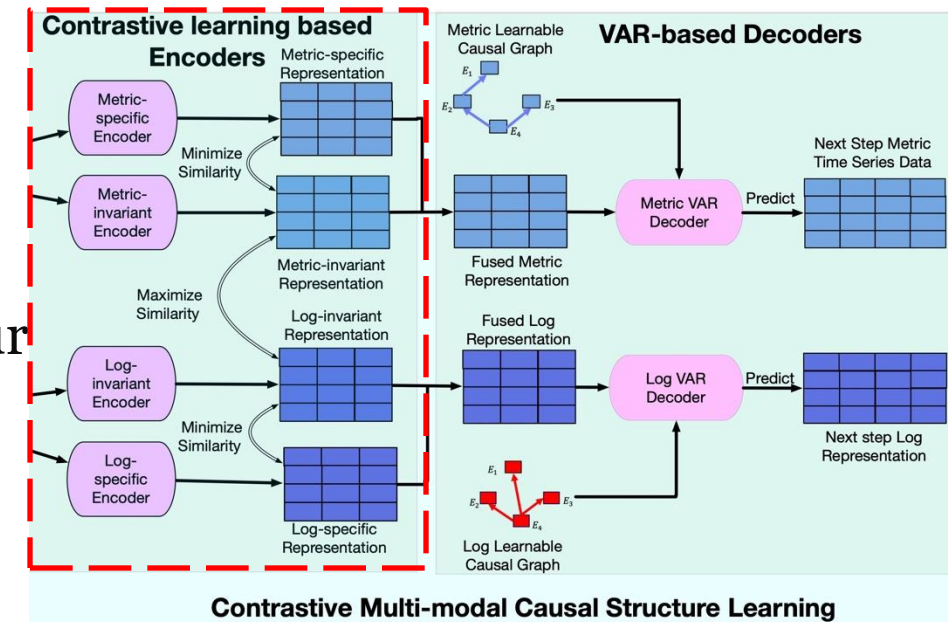 Contrastive learning based
Encoders
VAR-based Decoders
Metric-specific
Representation
Metric Learnable
Causal Graph
E1
E2
E3
E4
Metric-
specific
Encoder
Minimize
Similarity
Metric-
invariant
Encoder
Metric-invariant
Representation
Fused Metric
Representation
Metric VAR
Decoder
Predict
Next Step Metric
Time Series Data
Maximize
Similarity
ur
Log-invariant
Representation
Fused Log
Representation
Log-
invariant
Encoder
Minimize
Similarity
Log-
specific
Encoder
Log-specific
Representation
Log VAR
Decoder
Predict
Next step Log
Representation
E1
E2
E3
E4
Log Learnable
Causal Graph
Contrastive Multi-modal Causal Structure Learning